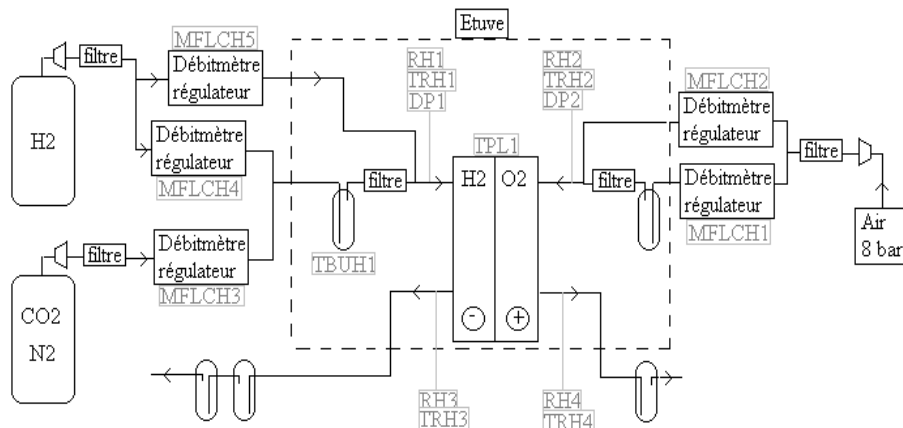 Etuve
MFLCH5
Débitmètre
régulateur
filtre
H2
Débitmètre
régulateur
MFLCH4
filtre
Débitmètre
régulateur
MFLCH3
CO2
N2
RH1
TRH1
DP1
RH2
TRH2
DP2
filtre
TBUH1
TPL1
H2
O2
-
+
filtre
MFLCH2
Débitmètre
régulateur
filtre
Débitmètre
régulateur
MFLCH1
Air
8 bar
RH3
TRH3
RH4
TRH4